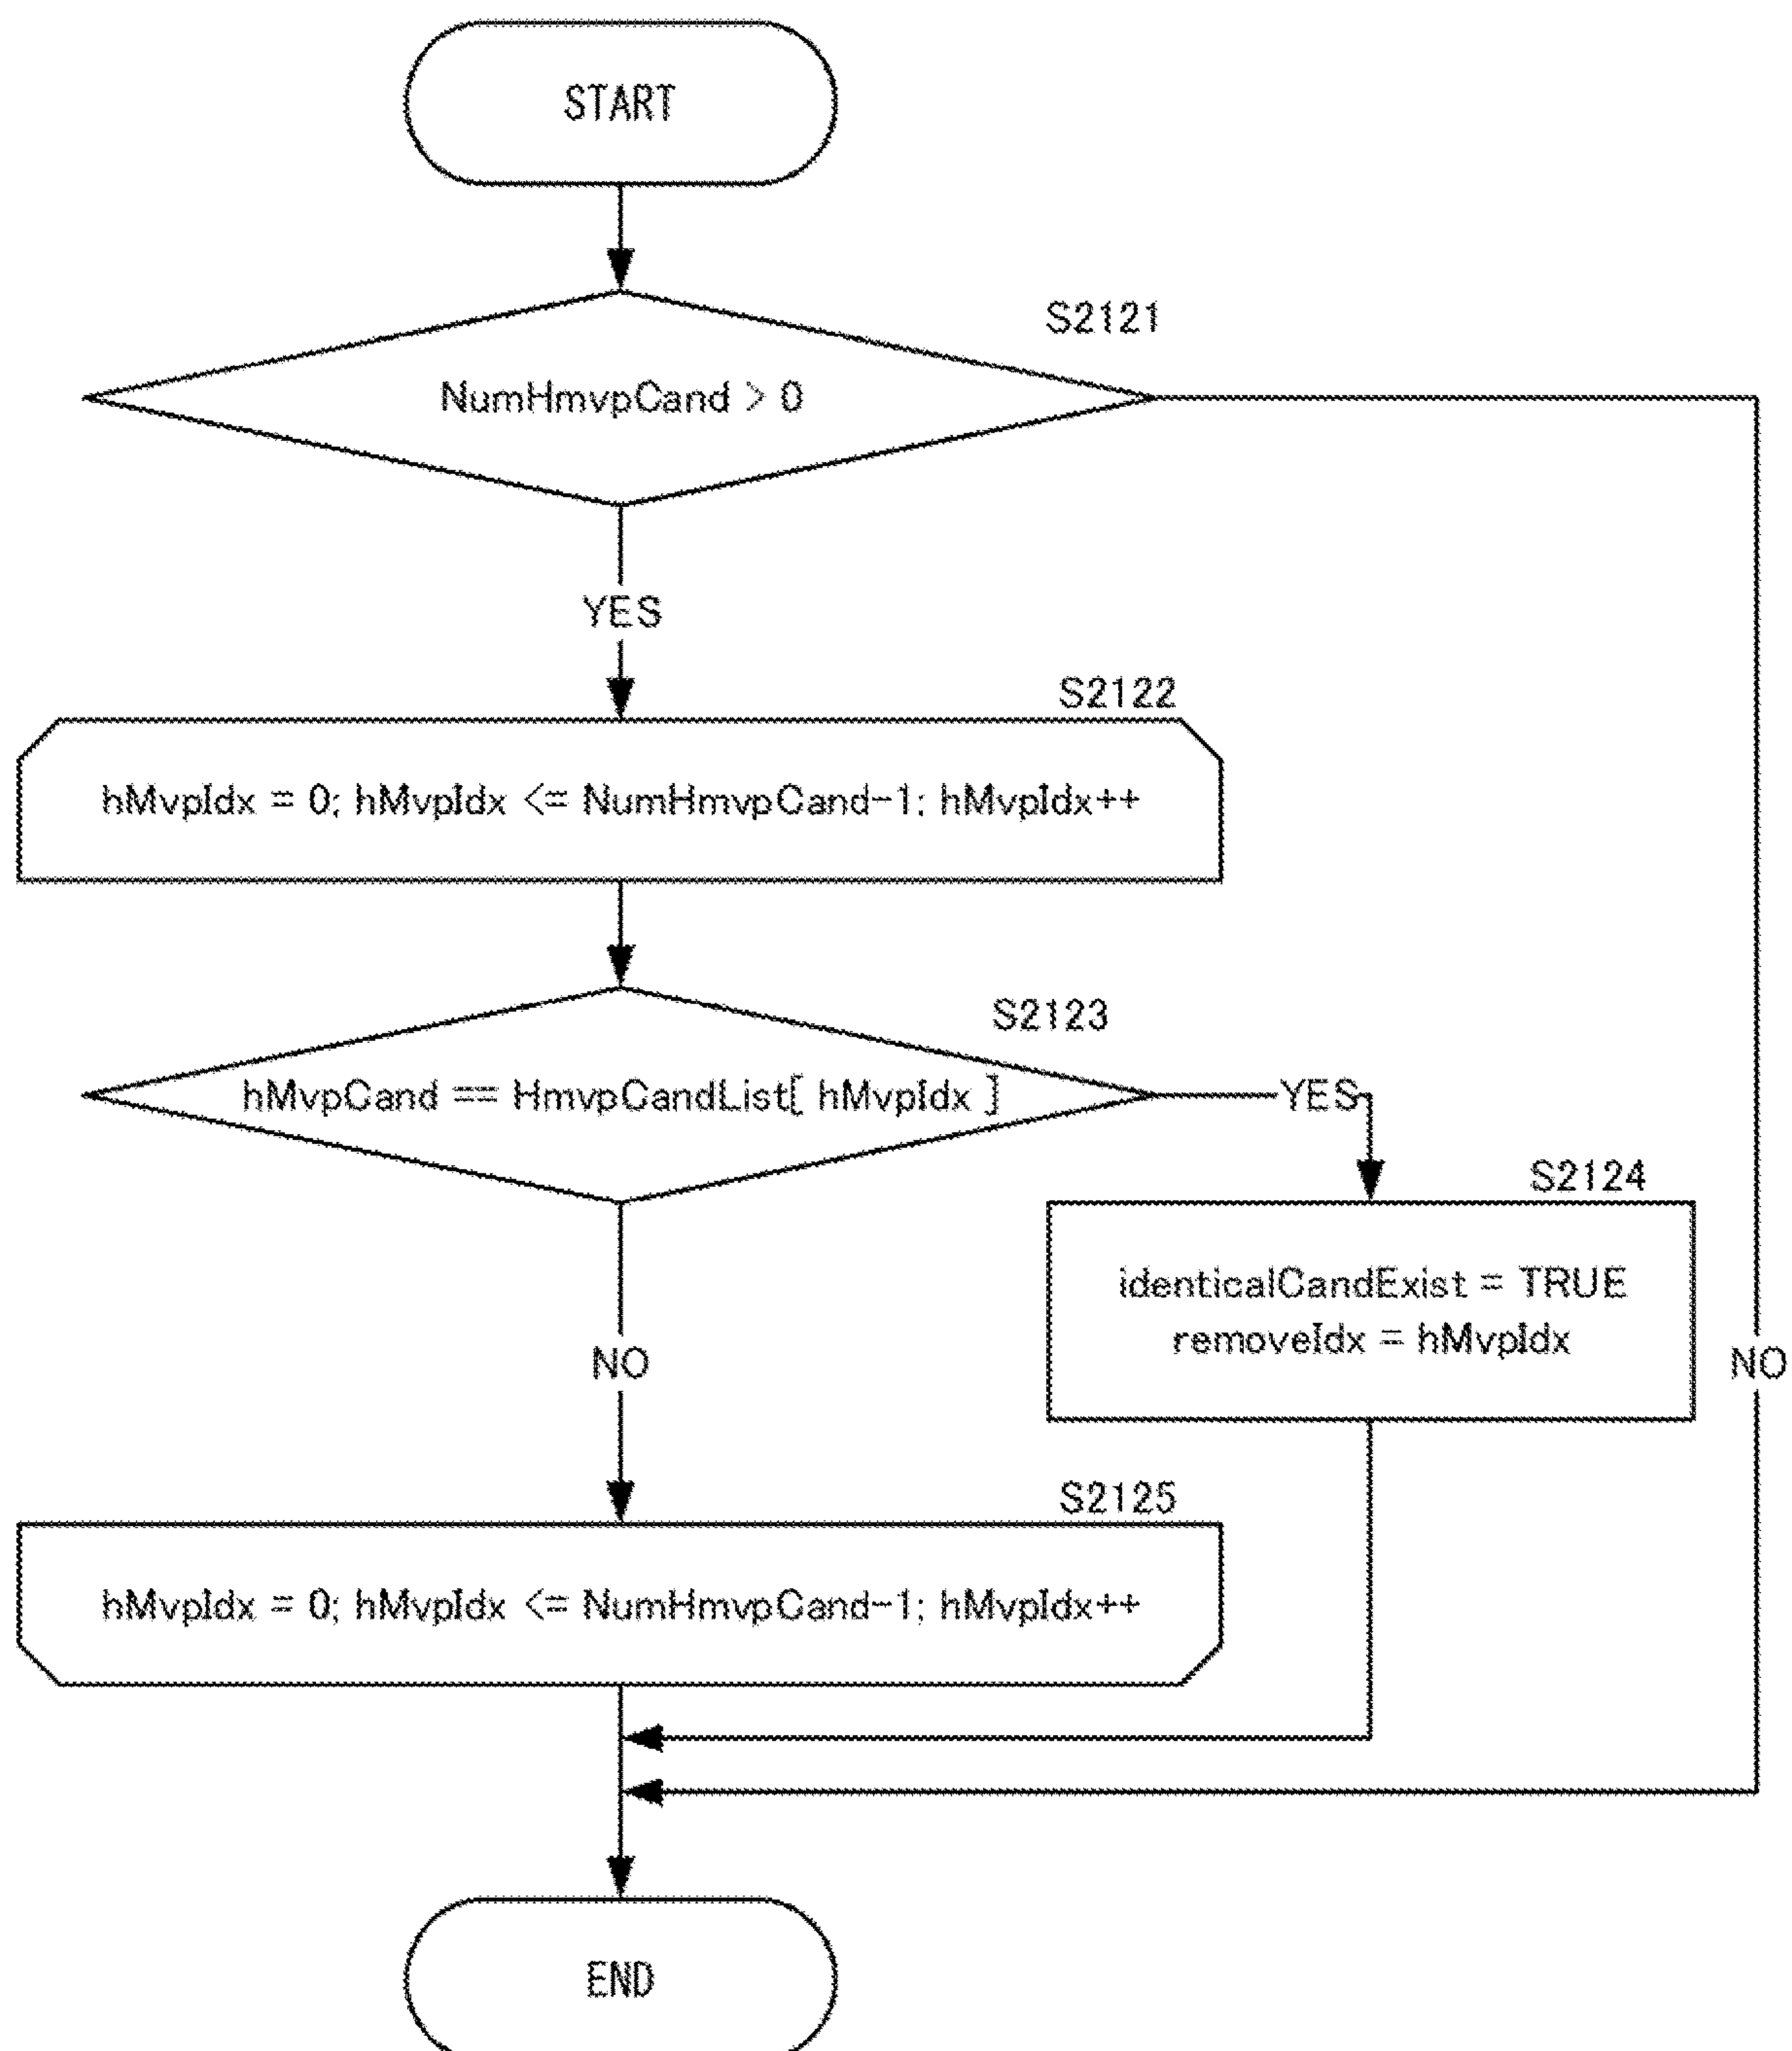 START
S2121
NumHmvpCand > 0
YES
S2122
hMvpIdx = 0; hMvpIdx <= NumHmvpCand-1; hMvpIdx++
S2123
hMvpCand == HmvpCandList[ hMvpIdx ]
YES
S2124
identicalCandExist = TRUE
removeIdx = hMvpIdx
NO
NO
S2125
hMvpIdx = 0; hMvpIdx <= NumHmvpCand-1; hMvpIdx++
END